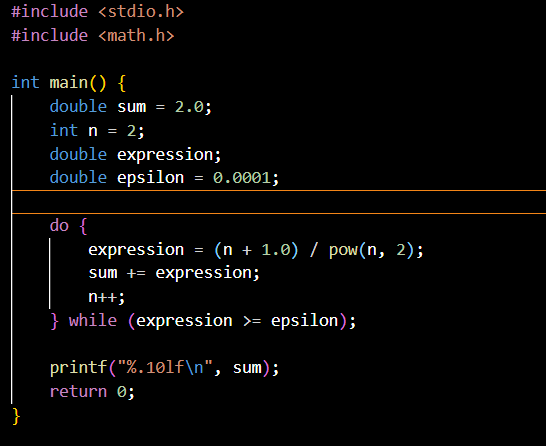 #include <stdio.h>
#include <math.h>
int main() {
    double sum = 2.0;
    int n = 2;
    double expression;
    double epsilon = 0.0001;
    do {
        expression = (n + 1.0) / pow(n, 2);
        sum += expression;
        n++;
    } while (expression >= epsilon);
    printf("%.10lf\n", sum);
    return 0;
}